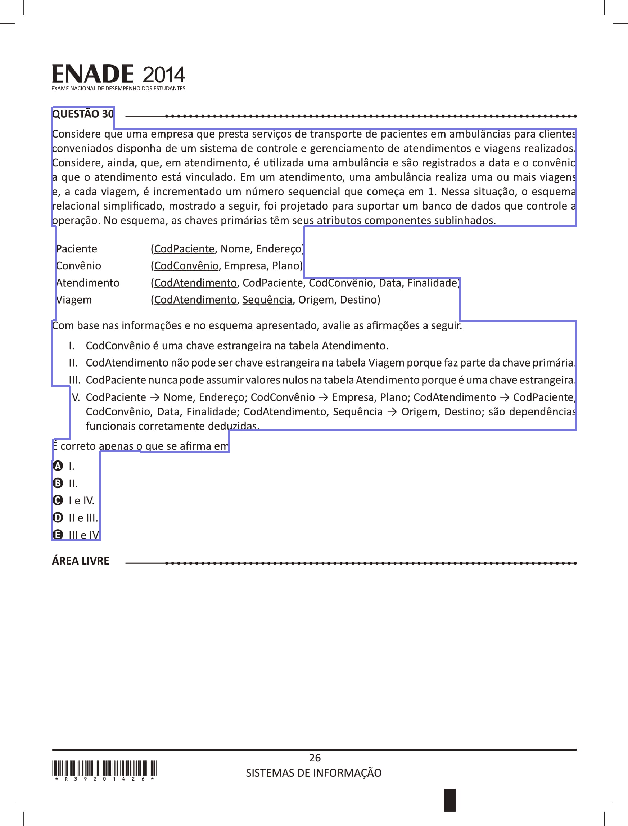 ENADE 2014
EXAME NACIONAL DE DESEMPENHO DOS ESTUDANTES
QUESTÃO 30
Considere que uma empresa que presta serviços de transporte de pacientes em ambulâncias para clientes
conveniados disponha de um sistema de controle e gerenciamento de atendimentos e viagens realizados.
Considere, ainda, que, em atendimento, é utilizada uma ambulância e são registrados a data e o convênio
a que o atendimento está vinculado. Em um atendimento, uma ambulância realiza uma ou mais viagens
e, a cada viagem, é incrementado um número sequencial que começa em 1. Nessa situação, o esquema
relacional simplificado, mostrado a seguir, foi projetado para suportar um banco de dados que controle a
operação. No esquema, as chaves primárias têm seus atributos componentes sublinhados.
Paciente (CodPaciente, Nome, Endereço)
Convênio (CodConvênio, Empresa, Plano)
Atendimento (CodAtendimento, CodPaciente, CodConvênio, Data, Finalidade)
Viagem (CodAtendimento, Sequência, Origem, Destino)
Com base nas informações e no esquema apresentado, avalie as afirmações a seguir.
I. CodConvênio é uma chave estrangeira na tabela Atendimento.
II. CodAtendimento não pode ser chave estrangeira na tabela Viagem porque faz parte da chave primária.
III. CodPaciente nunca pode assumir valores nulos na tabela Atendimento porque é uma chave estrangeira.
V. CodPaciente → Nome, Endereço; CodConvênio → Empresa, Plano; CodAtendimento → CodPaciente,
CodConvênio, Data, Finalidade; CodAtendimento, Sequência → Origem, Destino; são dependências
funcionais corretamente deduzidas.
É correto apenas o que se afirma em
A I.
B II.
C I e IV.
D II e III.
E III e IV
ÁREA LIVRE
26
SISTEMAS DE INFORMAÇÃO
*R39201426*